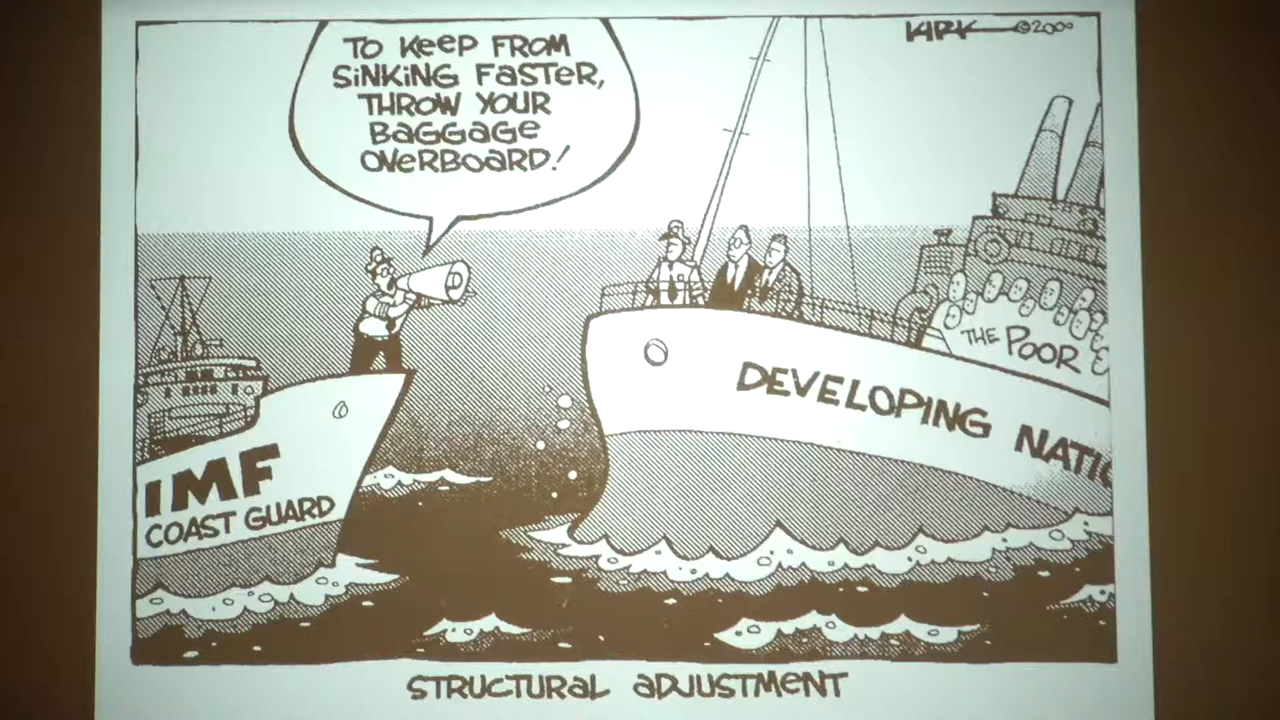 KIRK ©2000
TO KEEP FROM
SINKING FASTER,
THROW YOUR
BAGGAGE
OVERBOARD!
THE POOR
DEVELOPING NATIO
IMF
COAST GUARD
STRUCTURAL ADJUSTMENT